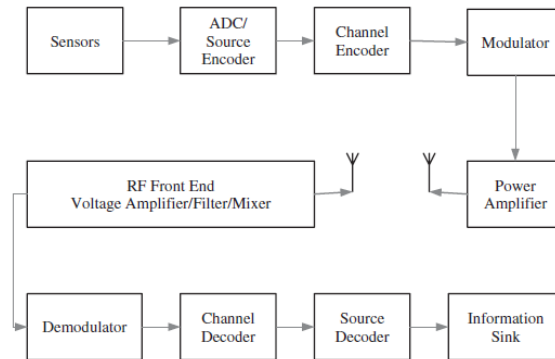 Sensors
ADC/
Source
Encoder
Channel
Encoder
Modulator
RF Front End
Voltage Amplifier/Filter/Mixer
Power
Amplifier
Demodulator
Channel
Decoder
Source
Decoder
Information
Sink